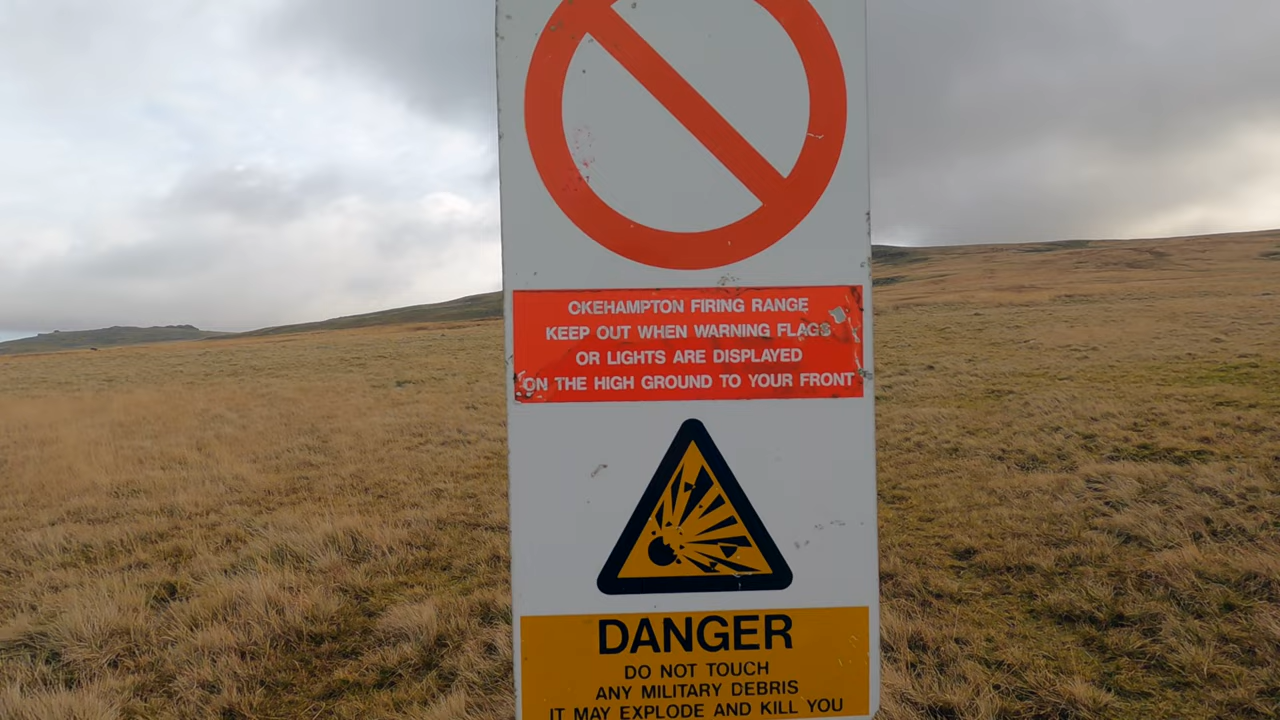 OKEHAMPTON FIRING RANGE
KEEP OUT WHEN WARNING FLAGS
OR LIGHTS ARE DISPLAYED
ON THE HIGH GROUND TO YOUR FRONT
DANGER
DO NOT TOUCH
ANY MILITARY DEBRIS
IT MAY EXPLODE AND KILL YOU